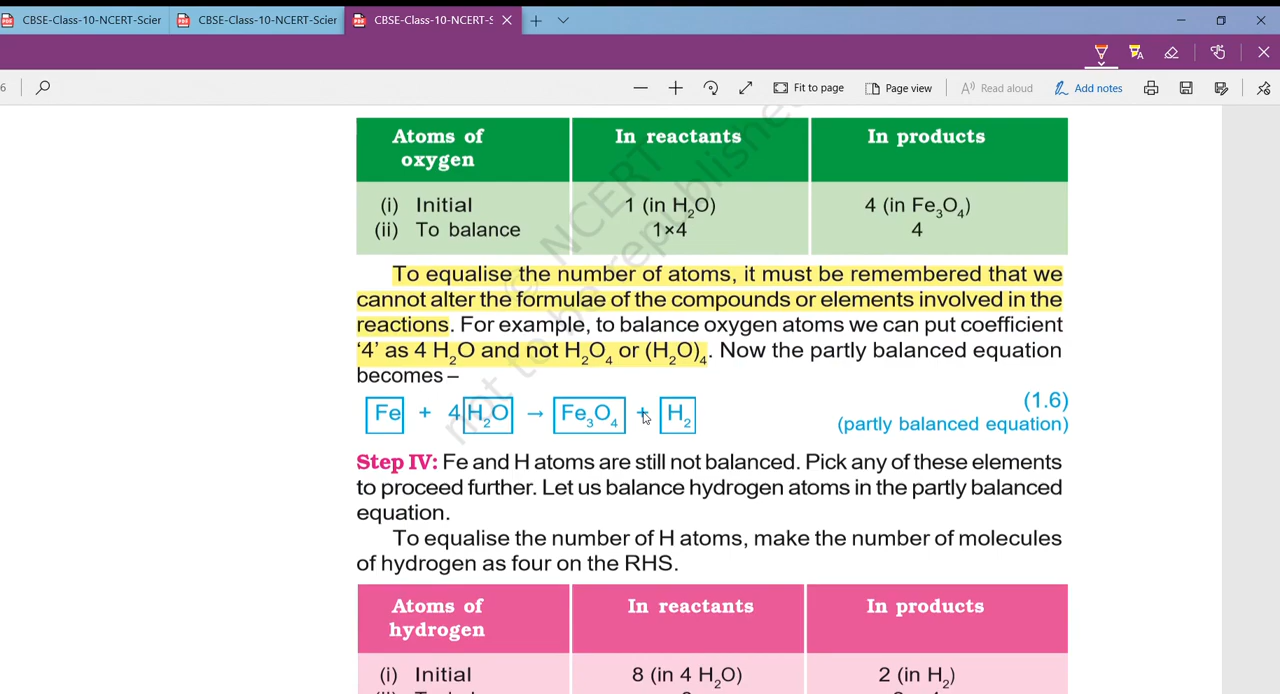 CBSE-Class-10-NCERT-Scier CBSE-Class-10-NCERT-Scier CBSE-Class-10-NCERT-S
6 Fit to page Page view Read aloud Add notes
Atoms of oxygen In reactants In products
(i) Initial 1 (in H₂O) 4 (in Fe₃O₄)
(ii) To balance 1×4 4
To equalise the number of atoms, it must be remembered that we
cannot alter the formulae of the compounds or elements involved in the
reactions. For example, to balance oxygen atoms we can put coefficient
‘4’ as 4 H₂O and not H₂O₄ or (H₂O)₄. Now the partly balanced equation
becomes –
Fe + 4 H₂O → Fe₃O₄ + H₂ (1.6)
(partly balanced equation)
Step IV: Fe and H atoms are still not balanced. Pick any of these elements
to proceed further. Let us balance hydrogen atoms in the partly balanced
equation.
To equalise the number of H atoms, make the number of molecules
of hydrogen as four on the RHS.
Atoms of hydrogen In reactants In products
(i) Initial 8 (in 4 H₂O) 2 (in H₂)
© NCERT
not to be republished